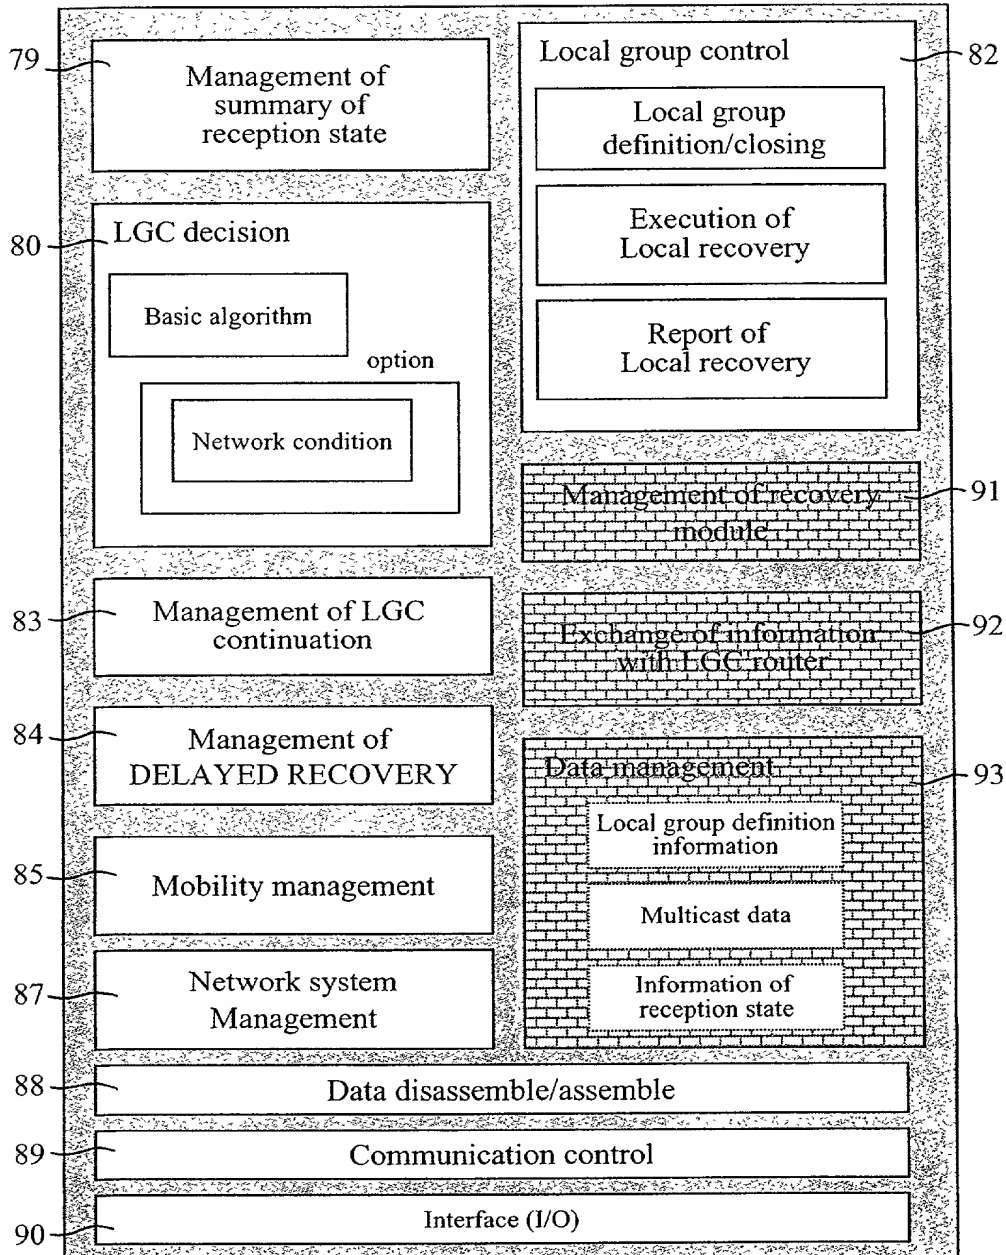 79
Management of
summary of
reception state
80
LGC decision
Basic algorithm
option
Network condition
83
Management of LGC
continuation
84
Management of
DELAYED RECOVERY
85
Mobility management
87
Network system
Management
82
Local group control
Local group
definition/closing
Execution of
Local recovery
Report of
Local recovery
91
Management of recovery
module
92
Exchange of information
with LGC router
93
Data management
Local group definition
information
Multicast data
Information of
reception state
88
Data disassemble/assemble
89
Communication control
90
Interface (I/O)